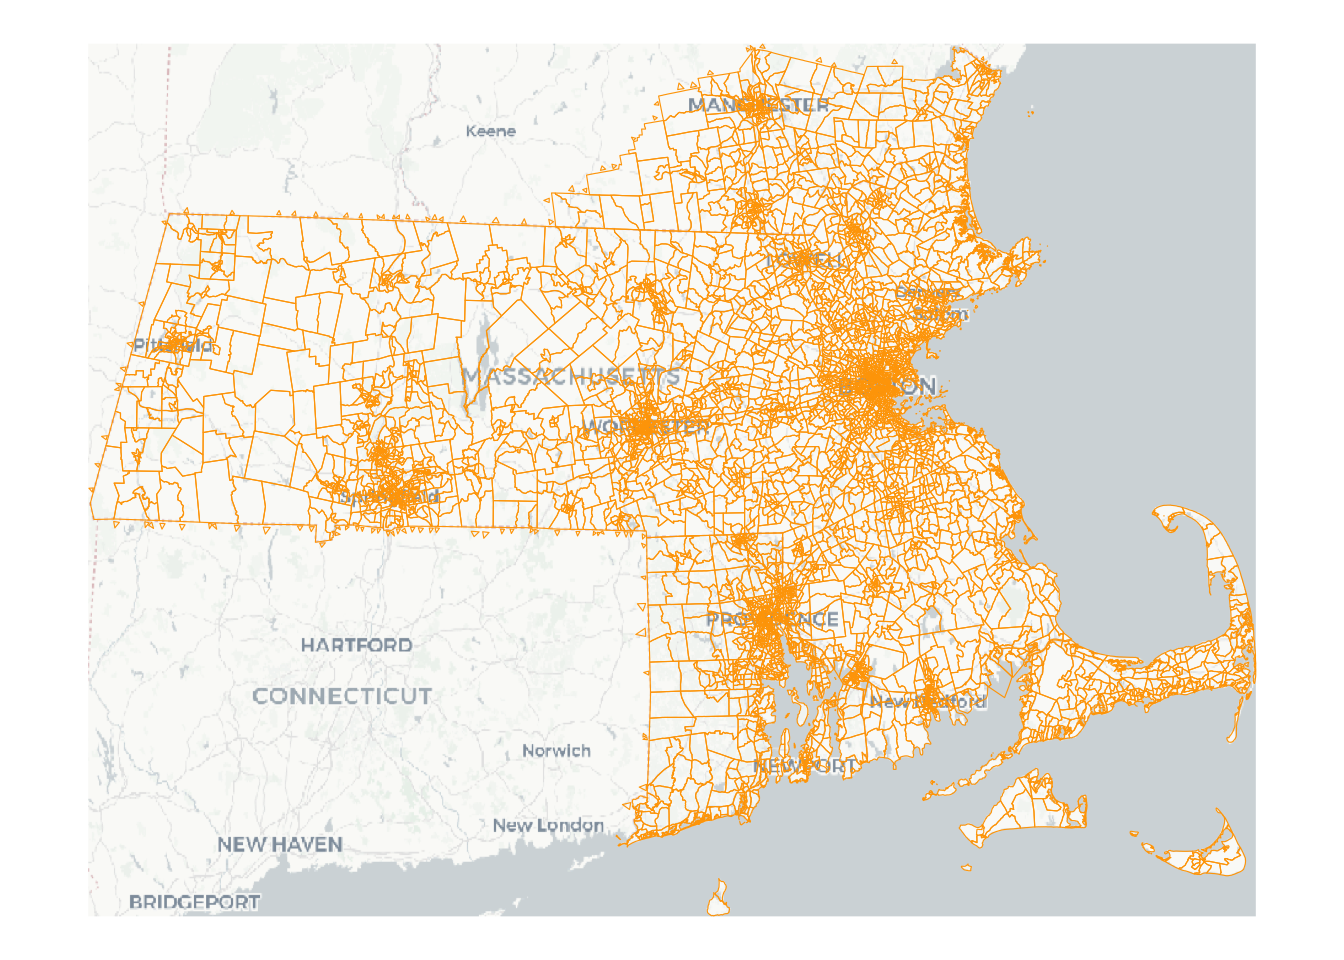 MANCHESTER
Keene
LOWELL
Beverly
Salem
Pittsfield
MASSACHUSETTS
BOSTON
WORCESTER
Springfield
PROVIDENCE
HARTFORD
CONNECTICUT
New Bedford
Norwich
NEWPORT
New London
NEW HAVEN
BRIDGEPORT